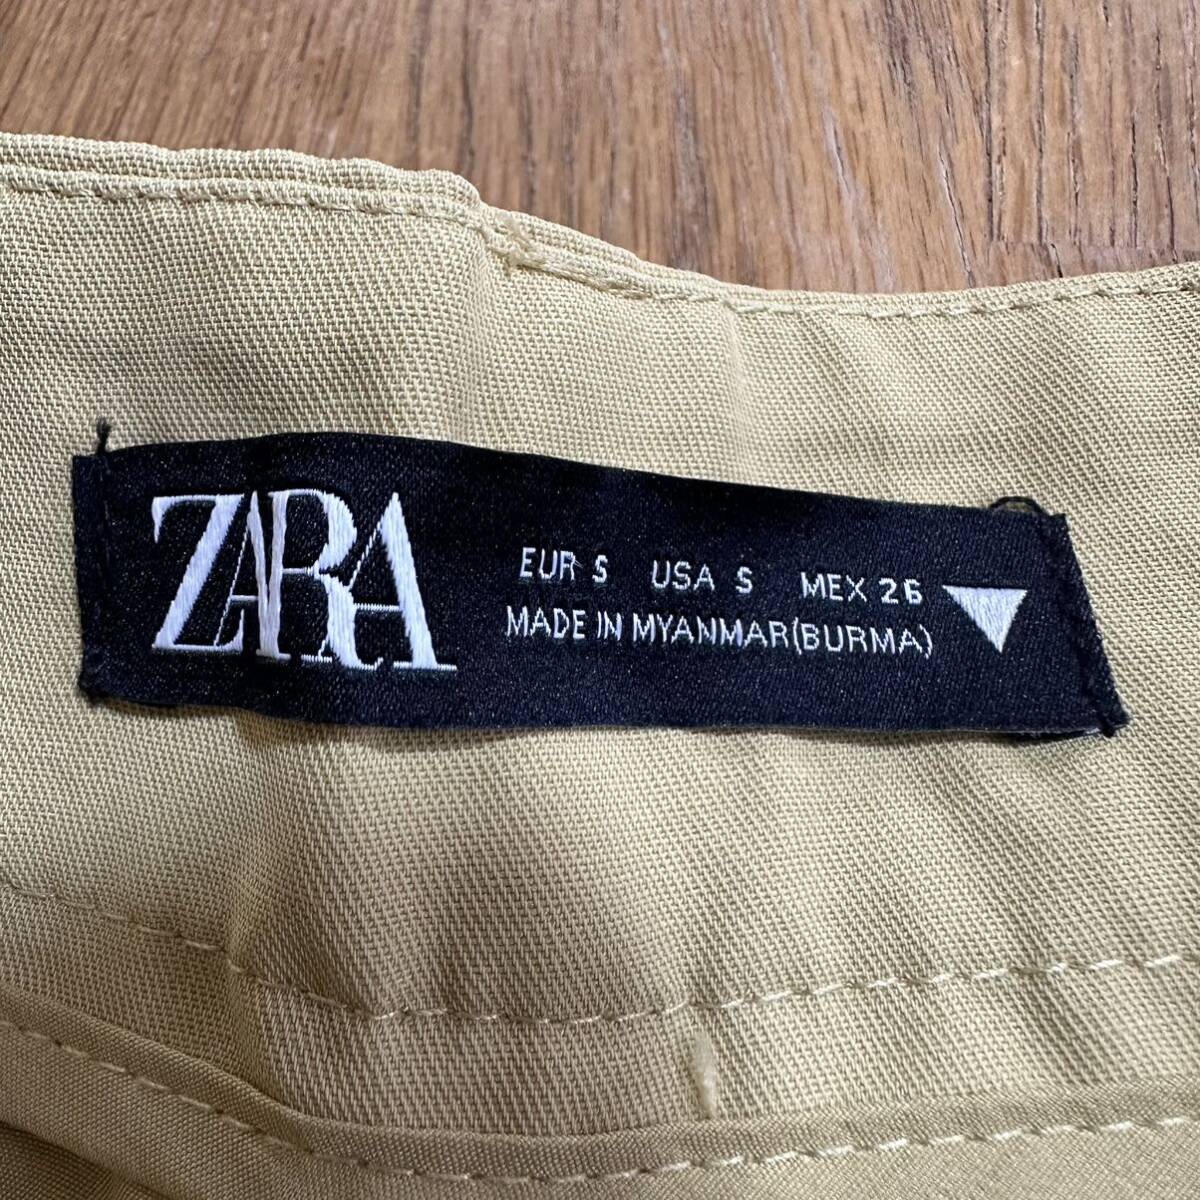 ZARA
EUR S USA S MEX 26
MADE IN MYANMAR(BURMA)